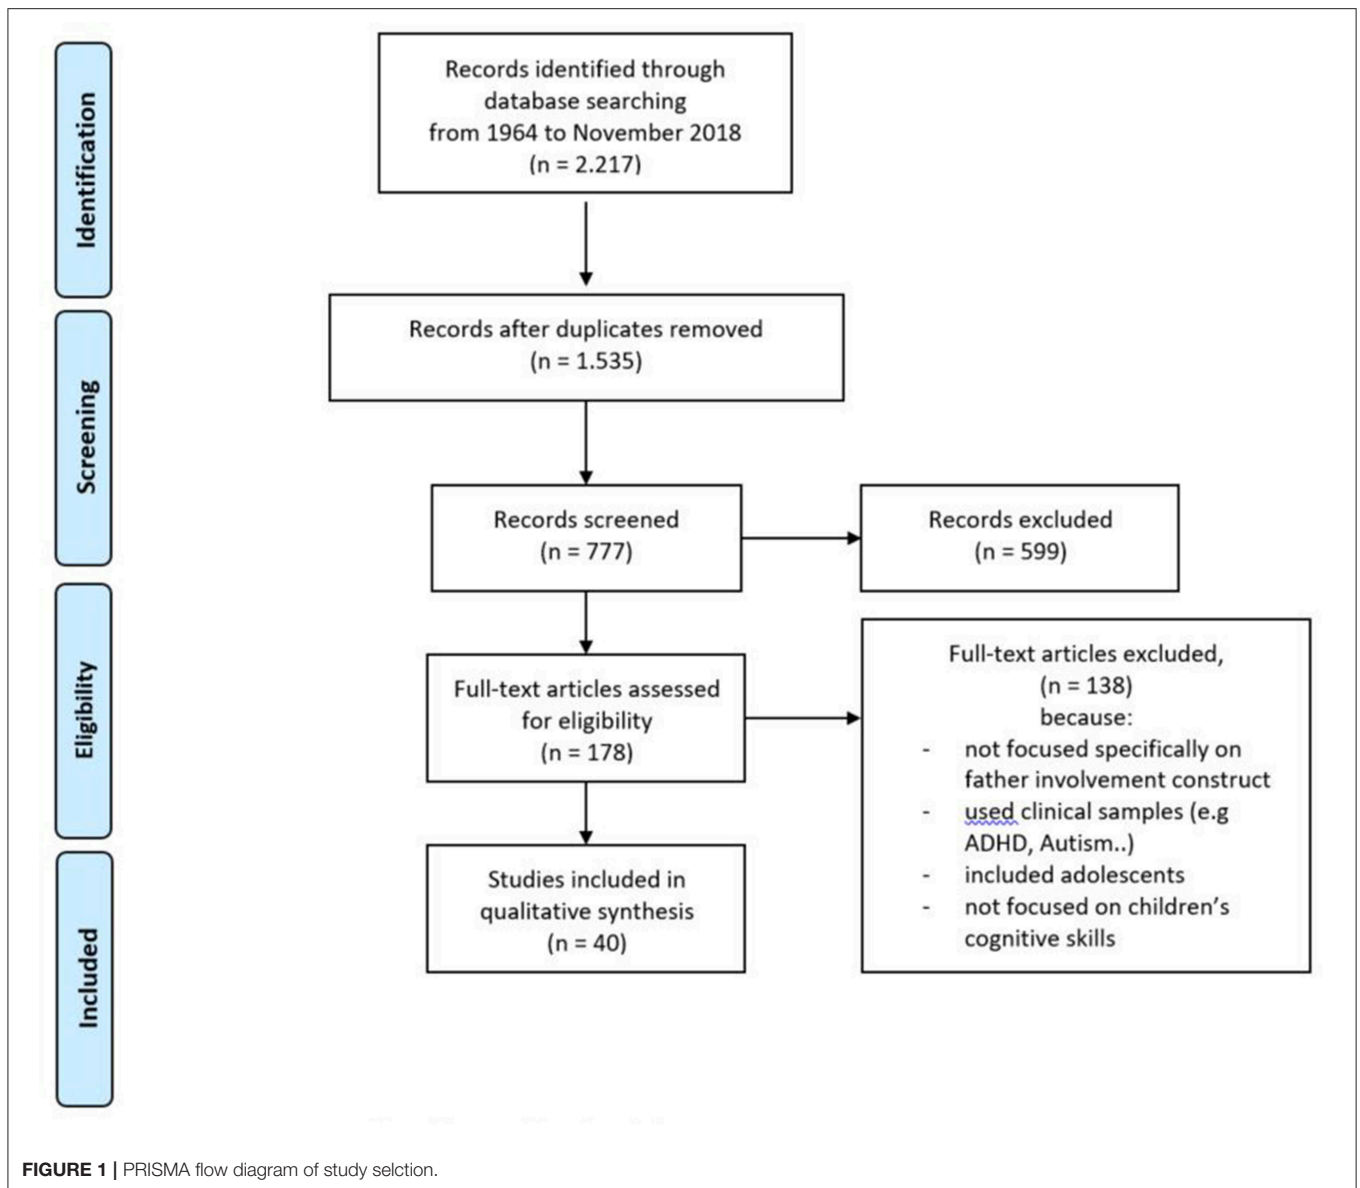 Identification
Records identified through
database searching
from 1964 to November 2018
(n = 2.217)
Screening
Records after duplicates removed
(n = 1.535)
Records screened
(n = 777)
Records excluded
(n = 599)
Eligibility
Full-text articles assessed
for eligibility
(n = 178)
Full-text articles excluded,
(n = 138)
because:
- not focused specifically on
father involvement construct
- used clinical samples (e.g
ADHD, Autism..)
- included adolescents
- not focused on children's
cognitive skills
Included
Studies included in
qualitative synthesis
(n = 40)
FIGURE 1 | PRISMA flow diagram of study selction.